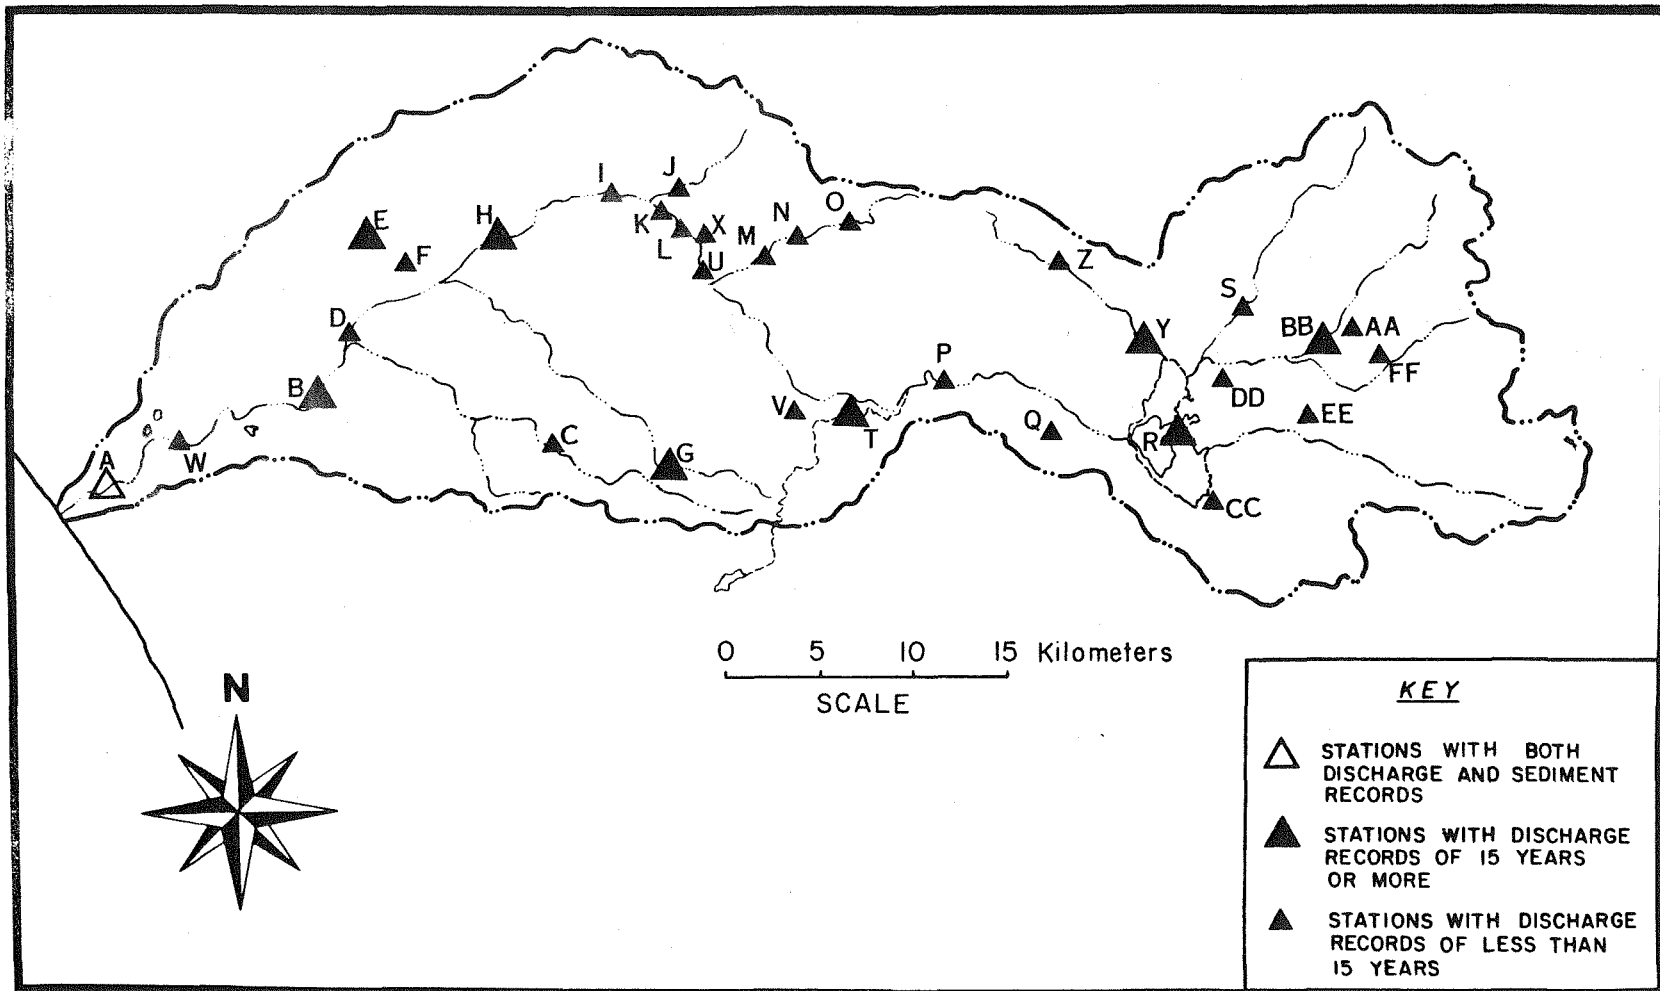 I
J
E
H
K
X
N
O
F
L
M
U
Z
S
D
BB
AA
Y
P
FF
B
DD
V
T
Q
R
EE
A
W
C
G
CC
0 5 10 15 Kilometers
SCALE
N
KEY
STATIONS WITH BOTH
DISCHARGE AND SEDIMENT
RECORDS
STATIONS WITH DISCHARGE
RECORDS OF 15 YEARS
OR MORE
STATIONS WITH DISCHARGE
RECORDS OF LESS THAN
15 YEARS